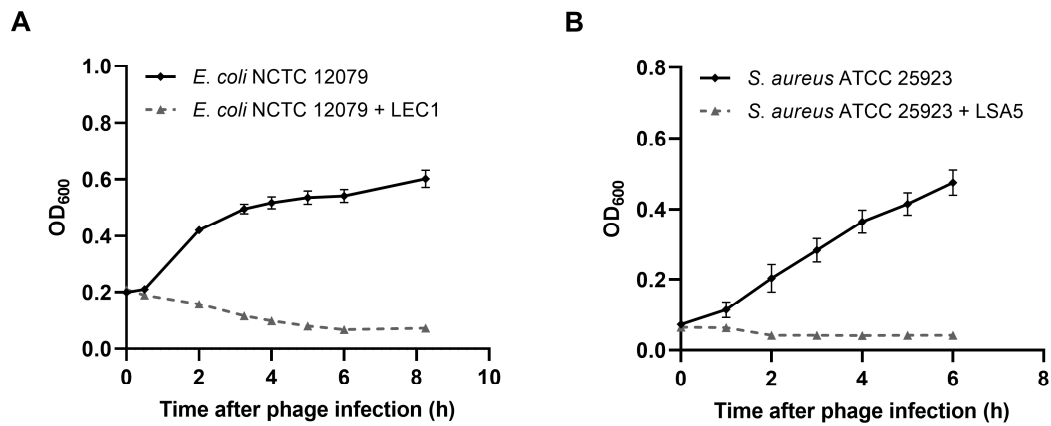 A
1.0
0.8
0.6
0.4
0.2
0.0
OD600
E. coli NCTC 12079
E. coli NCTC 12079 + LEC1
0 2 4 6 8 10
Time after phage infection (h)
B
0.8
0.6
0.4
0.2
0.0
OD600
S. aureus ATCC 25923
S. aureus ATCC 25923 + LSA5
0 2 4 6 8
Time after phage infection (h)